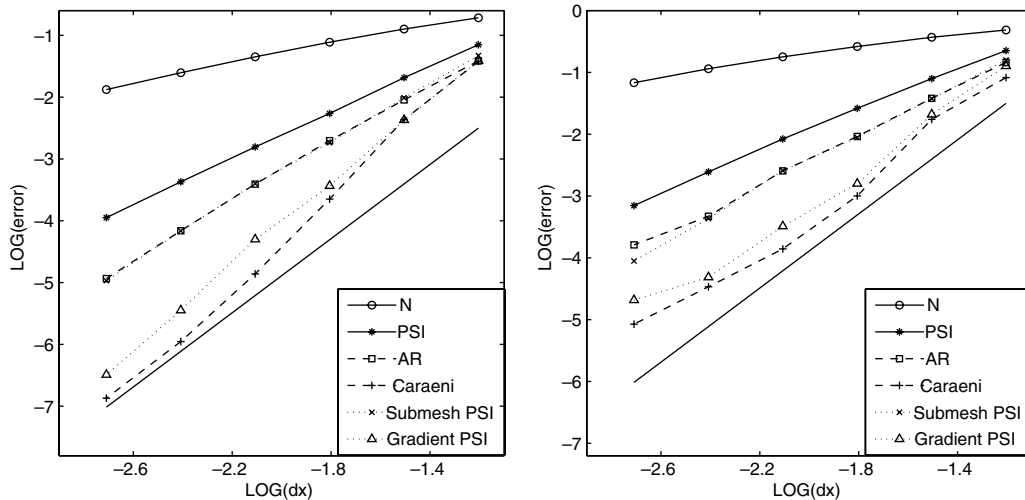 −1
−2
−3
−4
−5
−6
−7
LOG(error)
−2.6
−2.2
−1.8
−1.4
LOG(dx)
N
PSI
AR
Caraeni
Submesh PSI
Gradient PSI
0
−1
−2
−3
−4
−5
−6
−7
LOG(error)
−2.6
−2.2
−1.8
−1.4
LOG(dx)
N
PSI
AR
Caraeni
Submesh PSI
Gradient PSI